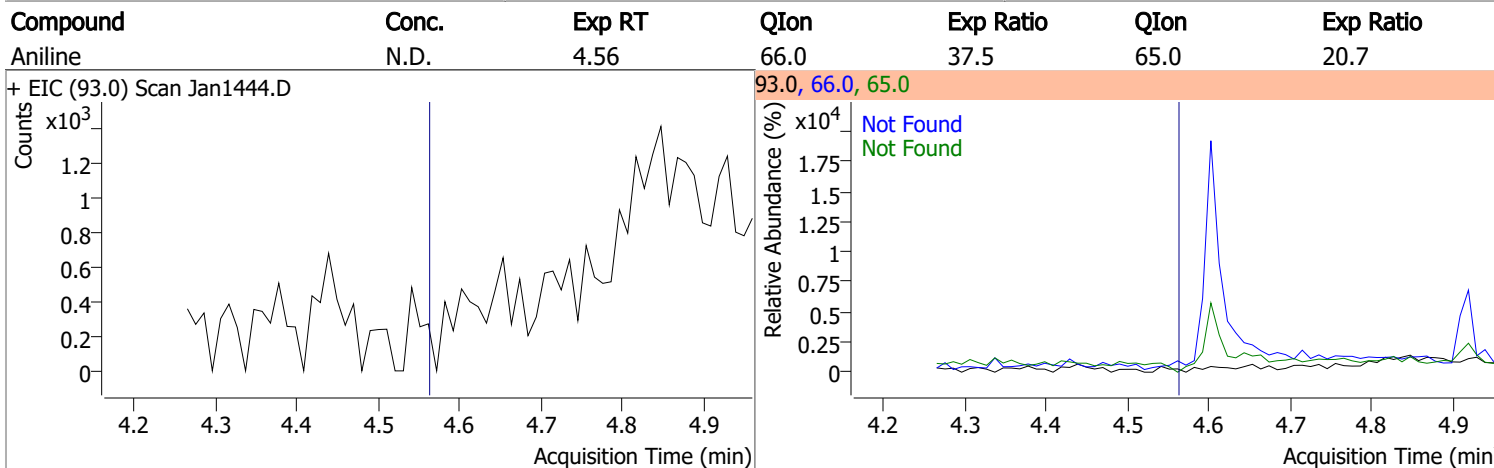 Compound Conc. Exp RT QIon Exp Ratio QIon Exp Ratio
Aniline N.D. 4.56 66.0 37.5 65.0 20.7
+ EIC (93.0) Scan Jan1444.D
Counts
x10³
1.2
1
0.8
0.6
0.4
0.2
0
4.2 4.3 4.4 4.5 4.6 4.7 4.8 4.9
Acquisition Time (min)
93.0, 66.0, 65.0
Relative Abundance (%)
x10⁴
Not Found
Not Found
1.75
1.5
1.25
1
0.75
0.5
0.25
0
4.2 4.3 4.4 4.5 4.6 4.7 4.8 4.9
Acquisition Time (min